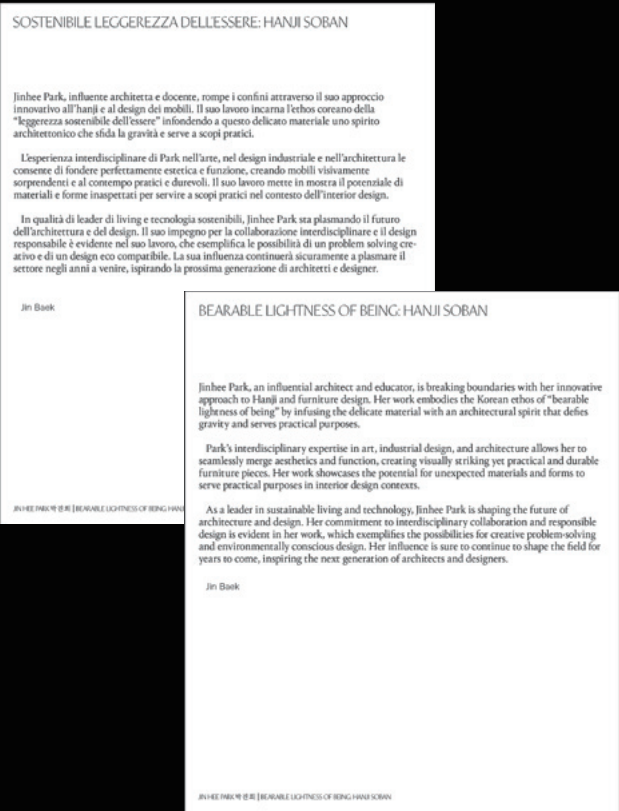 SOSTENIBILE LEGGEREZZA DELL'ESSERE: HANJI SOBAN
Jinhee Park, influente architetta e docente, rompe i confini attraverso il suo approccio
innovativo all'hanji e al design dei mobili. Il suo lavoro incarna l'ethos coreano della
"leggerezza sostenibile dell'essere" infondendo a questo delicato materiale uno spirito
architettonico che sfida la gravità e serve a scopi pratici.
L'esperienza interdisciplinare di Park nell'arte, nel design industriale e nell'architettura le
consente di fondere perfettamente estetica e funzione, creando mobili visivamente
sorprendenti e al contempo pratici e durevoli. Il suo lavoro mette in mostra il potenziale di
materiali e forme inaspettati per servire a scopi pratici nel contesto dell'interior design.
In qualità di leader di living e tecnologia sostenibili, Jinhee Park sta plasmando il futuro
dell'architettura e del design. Il suo impegno per la collaborazione interdisciplinare e il design
responsabile è evidente nel suo lavoro, che esemplifica le possibilità di un problem solving cre-
ativo e di un design eco compatibile. La sua influenza continuerà sicuramente a plasmare il
settore negli anni a venire, ispirando la prossima generazione di architetti e designer.
Jin Baek
JIN HEE PARK 박진희 | BEARABLE LIGHTNESS OF BEING: HANJ
BEARABLE LIGHTNESS OF BEING: HANJI SOBAN
Jinhee Park, an influential architect and educator, is breaking boundaries with her innovative
approach to Hanji and furniture design. Her work embodies the Korean ethos of "bearable
lightness of being" by infusing the delicate material with an architectural spirit that defies
gravity and serves practical purposes.
Park's interdisciplinary expertise in art, industrial design, and architecture allows her to
seamlessly merge aesthetics and function, creating visually striking yet practical and durable
furniture pieces. Her work showcases the potential for unexpected materials and forms to
serve practical purposes in interior design contexts.
As a leader in sustainable living and technology, Jinhee Park is shaping the future of
architecture and design. Her commitment to interdisciplinary collaboration and responsible
design is evident in her work, which exemplifies the possibilities for creative problem-solving
and environmentally conscious design. Her influence is sure to continue to shape the field for
years to come, inspiring the next generation of architects and designers.
Jin Baek
JIN HEE PARK 박진희 | BEARABLE LIGHTNESS OF BEING: HANJI SOBAN